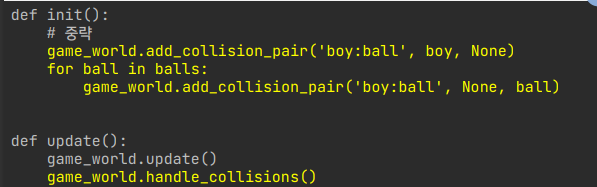 def init():
    # 중략
    game_world.add_collision_pair('boy:ball', boy, None)
    for ball in balls:
        game_world.add_collision_pair('boy:ball', None, ball)
def update():
    game_world.update()
    game_world.handle_collisions()